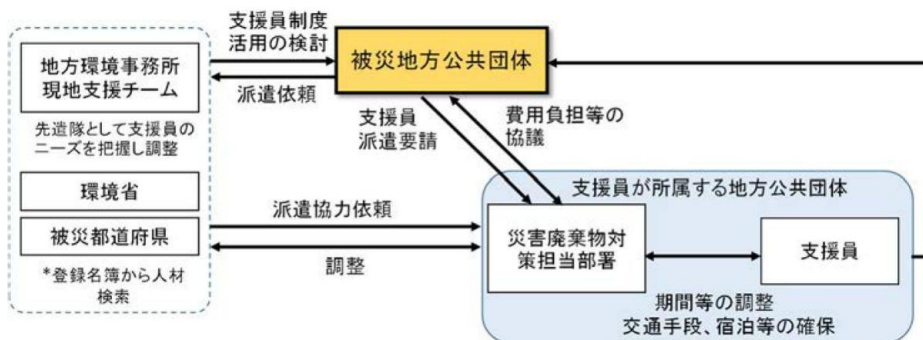 支援員制度
活用の検討
地方環境事務所
現地支援チーム
派遣依頼
被災地方公共団体
先遣隊として支援員の
ニーズを把握し調整
支援員
派遣要請
費用負担等の
協議
環境省
被災都道府県
*登録名簿から人材
検索
派遣協力依頼
調整
支援員が所属する地方公共団体
災害廃棄物対
策担当部署
支援員
期間等の調整
交通手段、宿泊等の確保